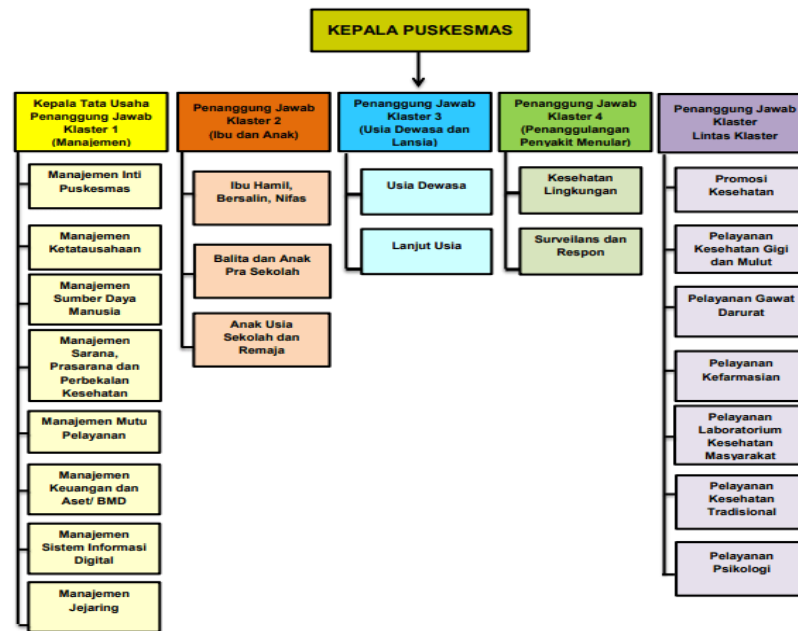 KEPALA PUSKESMAS
Kepala Tata Usaha
Penanggung Jawab
Klaster 1
(Manajemen)
Manajemen Inti
Puskesmas
Manajemen
Ketatausahaan
Manajemen
Sumber Daya
Manusia
Manajemen
Sarana,
Prasarana dan
Perbekalan
Kesehatan
Manajemen Mutu
Pelayanan
Manajemen
Keuangan dan
Aset/ BMD
Manajemen
Sistem Informasi
Digital
Manajemen
Jejaring
Penanggung Jawab
Klaster 2
(Ibu dan Anak)
Ibu Hamil,
Bersalin, Nifas
Balita dan Anak
Pra Sekolah
Anak Usia
Sekolah dan
Remaja
Penanggung Jawab
Klaster 3
(Usia Dewasa dan
Lansia)
Usia Dewasa
Lanjut Usia
Penanggung Jawab
Klaster 4
(Penanggulangan
Penyakit Menular)
Kesehatan
Lingkungan
Surveilans dan
Respon
Penanggung Jawab
Klaster
Lintas Klaster
Promosi
Kesehatan
Pelayanan
Kesehatan Gigi
dan Mulut
Pelayanan Gawat
Darurat
Pelayanan
Kefarmasian
Pelayanan
Laboratorium
Kesehatan
Masyarakat
Pelayanan
Kesehatan
Tradisional
Pelayanan
Psikologi